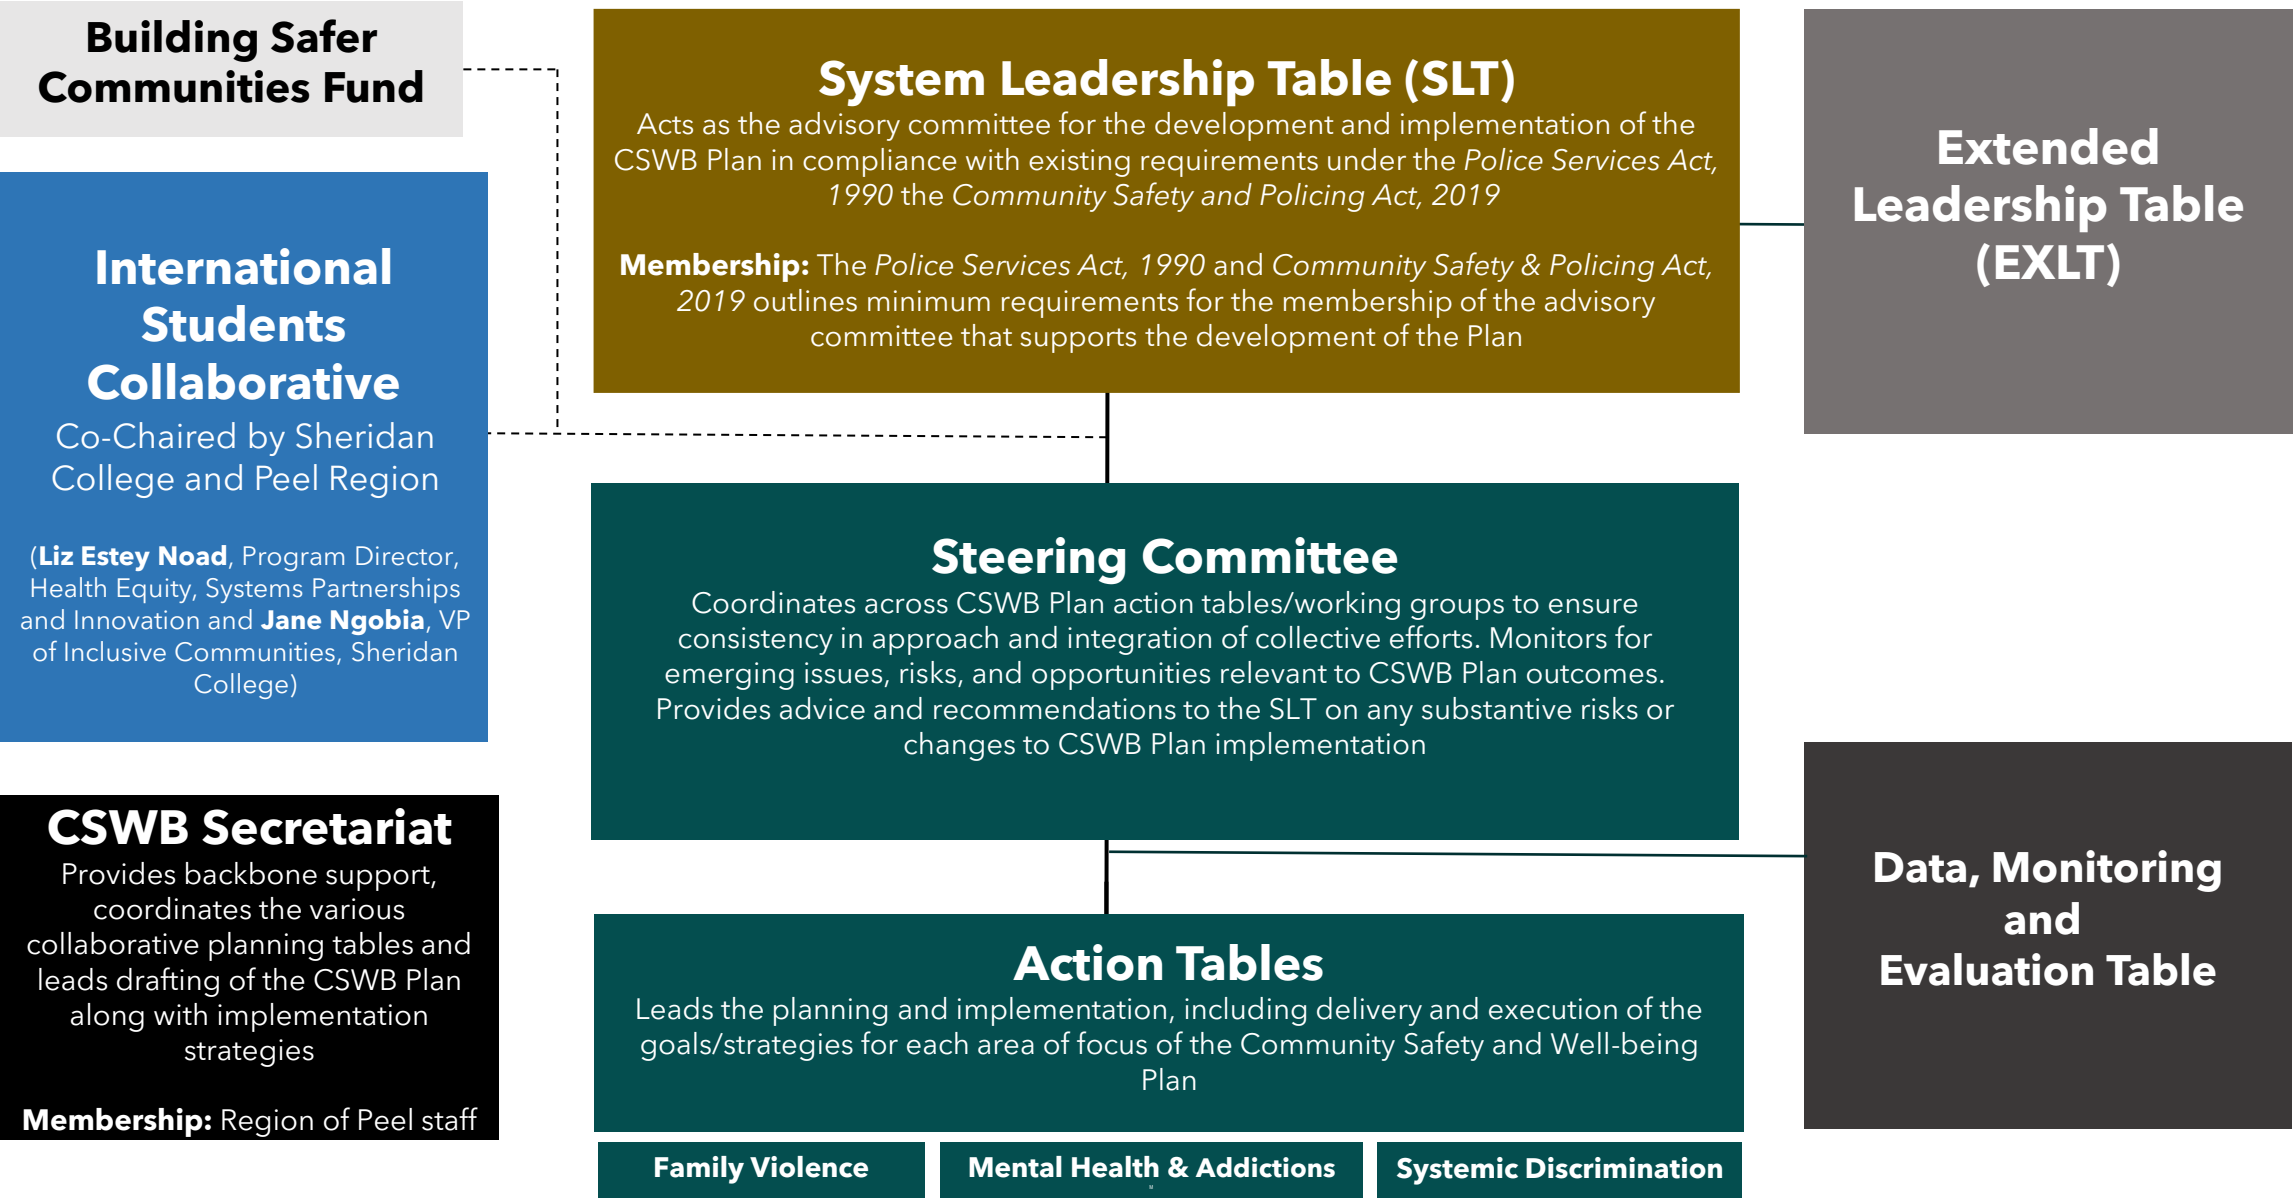 Building Safer
Communities Fund
International
Students
Collaborative
Co-Chaired by Sheridan
College and Peel Region
(Liz Estey Noad, Program Director,
Health Equity, Systems Partnerships
and Innovation and Jane Ngobia, VP
of Inclusive Communities, Sheridan
College)
CSWB Secretariat
Provides backbone support,
coordinates the various
collaborative planning tables and
leads drafting of the CSWB Plan
along with implementation
strategies
Membership: Region of Peel staff
System Leadership Table (SLT)
Acts as the advisory committee for the development and implementation of the
CSWB Plan in compliance with existing requirements under the Police Services Act,
1990 the Community Safety and Policing Act, 2019
Membership: The Police Services Act, 1990 and Community Safety & Policing Act,
2019 outlines minimum requirements for the membership of the advisory
committee that supports the development of the Plan
Steering Committee
Coordinates across CSWB Plan action tables/working groups to ensure
consistency in approach and integration of collective efforts. Monitors for
emerging issues, risks, and opportunities relevant to CSWB Plan outcomes.
Provides advice and recommendations to the SLT on any substantive risks or
changes to CSWB Plan implementation
Action Tables
Leads the planning and implementation, including delivery and execution of the
goals/strategies for each area of focus of the Community Safety and Well-being
Plan
Family Violence
Mental Health & Addictions
Systemic Discrimination
Extended
Leadership Table
(EXLT)
Data, Monitoring
and
Evaluation Table